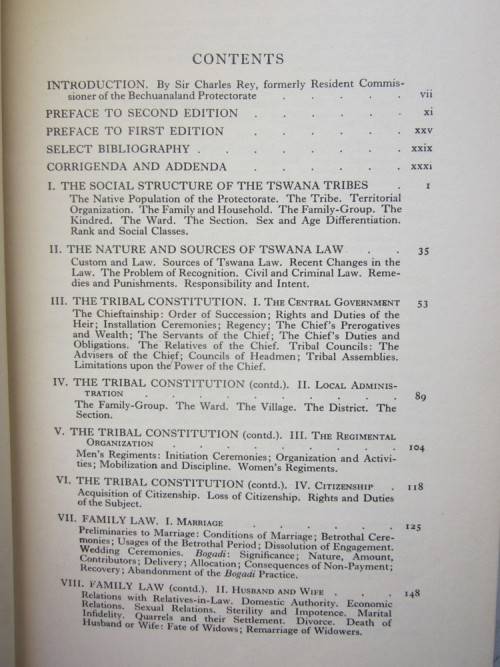 CONTENTS
INTRODUCTION. By Sir Charles Rey, formerly Resident Commis-
sioner of the Bechuanaland Protectorate . . . . . vii
PREFACE TO SECOND EDITION . . . . . xi
PREFACE TO FIRST EDITION . . . . . xxv
SELECT BIBLIOGRAPHY . . . . . . xxix
CORRIGENDA AND ADDENDA . . . . . xxxi
I. THE SOCIAL STRUCTURE OF THE TSWANA TRIBES . 1
The Native Population of the Protectorate. The Tribe. Territorial
Organization. The Family and Household. The Family-Group. The
Kindred. The Ward. The Section. Sex and Age Differentiation.
Rank and Social Classes.
II. THE NATURE AND SOURCES OF TSWANA LAW . . 35
Custom and Law. Sources of Tswana Law. Recent Changes in the
Law. The Problem of Recognition. Civil and Criminal Law. Reme-
dies and Punishments. Responsibility and Intent.
III. THE TRIBAL CONSTITUTION. I. The Central Government 53
The Chieftainship: Order of Succession; Rights and Duties of the
Heir; Installation Ceremonies; Regency; The Chief's Prerogatives
and Wealth; The Servants of the Chief; The Chief's Duties and
Obligations. The Relatives of the Chief. Tribal Councils: The
Advisers of the Chief; Councils of Headmen; Tribal Assemblies.
Limitations upon the Power of the Chief.
IV. THE TRIBAL CONSTITUTION (contd.). II. Local Adminis-
tration . . . . . . . . . 89
The Family-Group. The Ward. The Village. The District. The
Section.
V. THE TRIBAL CONSTITUTION (contd.). III. The Regimental
Organization . . . . . . . . 104
Men's Regiments: Initiation Ceremonies; Organization and Activi-
ties; Mobilization and Discipline. Women's Regiments.
VI. THE TRIBAL CONSTITUTION (contd.). IV. Citizenship . 118
Acquisition of Citizenship. Loss of Citizenship. Rights and Duties
of the Subject.
VII. FAMILY LAW. I. Marriage . . . . . 125
Preliminaries to Marriage: Conditions of Marriage; Betrothal Cere-
monies; Usages of the Betrothal Period; Dissolution of Engagement.
Wedding Ceremonies. Bogadi: Significance; Nature, Amount,
Contributors; Delivery; Allocation; Consequences of Non-Payment;
Recovery; Abandonment of the Bogadi Practice.
VIII. FAMILY LAW (contd.). II. Husband and Wife . . . 148
Relations with Relatives-in-Law. Domestic Authority. Economic
Relations. Sexual Relations. Sterility and Impotence. Marital
Infidelity. Quarrels and their Settlement. Divorce. Death of
Husband or Wife: Fate of Widows; Remarriage of Widowers.